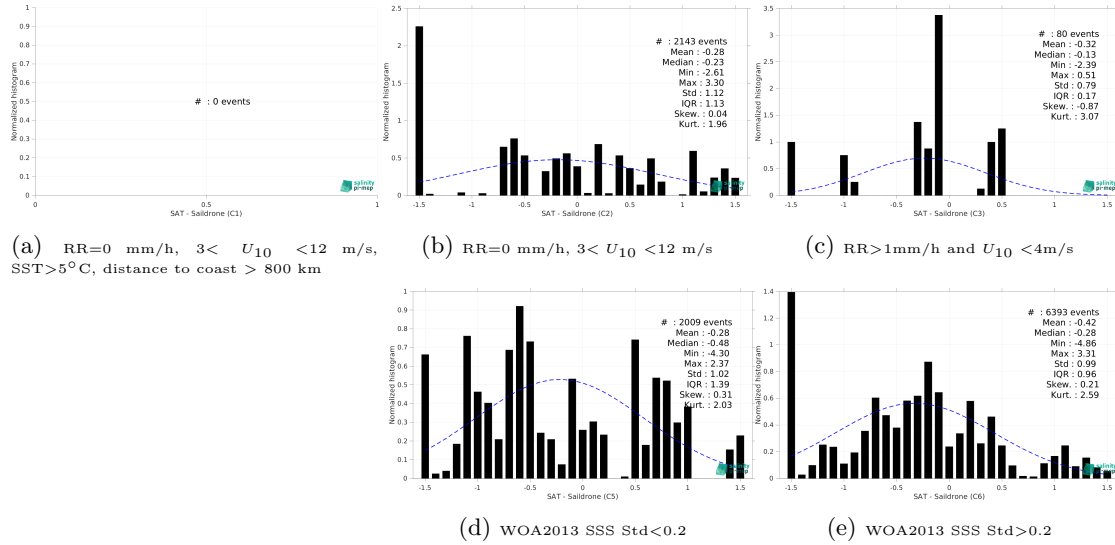 1
0.9
0.8
0.7
0.6
0.5
0.4
0.3
0.2
0.1
0
Normalized histogram
# : 0 events
0 0.5 1
SAT - Saildrone (C1)
salinity
pi-mep
(a) RR=0 mm/h, 3< U10 <12 m/s,
SST>5°C, distance to coast > 800 km
2.5
2
1.5
1
0.5
0
Normalized histogram
# : 2143 events
Mean : -0.28
Median : -0.23
Min : -2.61
Max : 3.30
Std : 1.12
IQR : 1.13
Skew. : 0.04
Kurt. : 1.96
-1.5 -1 -0.5 0 0.5 1 1.5
SAT - Saildrone (C2)
salinity
pi-mep
(b) RR=0 mm/h, 3< U10 <12 m/s
3.5
3
2.5
2
1.5
1
0.5
0
Normalized histogram
# : 80 events
Mean : -0.32
Median : -0.13
Min : -2.39
Max : 0.51
Std : 0.79
IQR : 0.17
Skew. : -0.87
Kurt. : 3.07
-1.5 -1 -0.5 0 0.5 1 1.5
SAT - Saildrone (C3)
salinity
pi-mep
(c) RR>1mm/h and U10 <4m/s
1
0.9
0.8
0.7
0.6
0.5
0.4
0.3
0.2
0.1
0
Normalized histogram
# : 2009 events
Mean : -0.28
Median : -0.48
Min : -4.30
Max : 2.37
Std : 1.02
IQR : 1.39
Skew. : 0.31
Kurt. : 2.03
-1.5 -1 -0.5 0 0.5 1 1.5
SAT - Saildrone (C5)
salinity
pi-mep
(d) WOA2013 SSS Std<0.2
1.4
1.2
1
0.8
0.6
0.4
0.2
0
Normalized histogram
# : 6393 events
Mean : -0.42
Median : -0.28
Min : -4.86
Max : 3.31
Std : 0.99
IQR : 0.96
Skew. : 0.21
Kurt. : 2.59
-1.5 -1 -0.5 0 0.5 1 1.5
SAT - Saildrone (C6)
salinity
pi-mep
(e) WOA2013 SSS Std>0.2